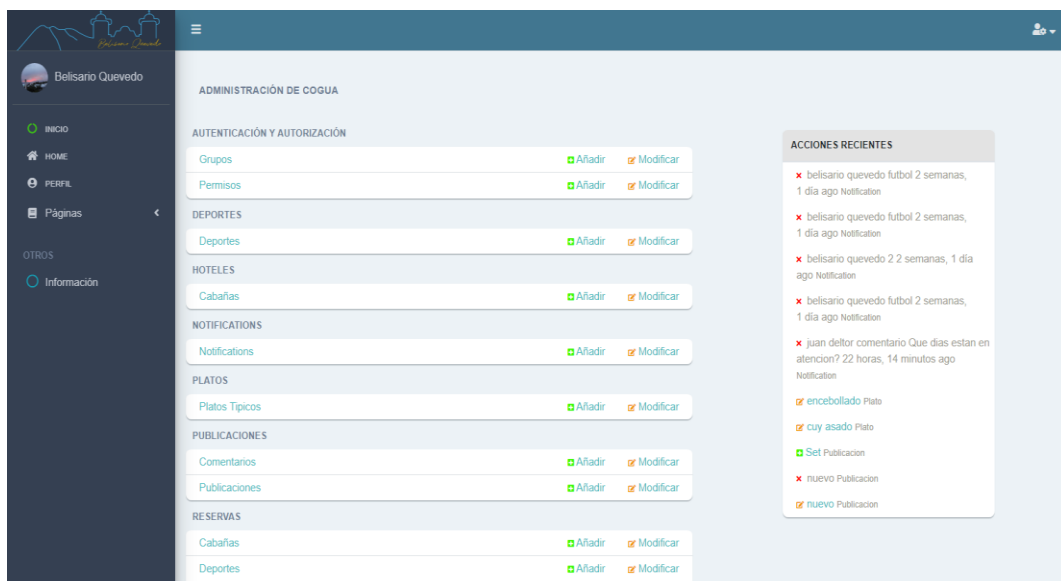 Belisario Quevedo
Belisario Quevedo
INICIO
HOME
PERFIL
Páginas
OTROS
Información
ADMINISTRACIÓN DE COGUA
AUTENTICACIÓN Y AUTORIZACIÓN
Grupos Añadir Modificar
Permisos Añadir Modificar
DEPORTES
Deportes Añadir Modificar
HOTELES
Cabañas Añadir Modificar
NOTIFICATIONS
Notifications Añadir Modificar
PLATOS
Platos Tipicos Añadir Modificar
PUBLICACIONES
Comentarios Añadir Modificar
Publicaciones Añadir Modificar
RESERVAS
Cabañas Añadir Modificar
Deportes Añadir Modificar
ACCIONES RECIENTES
belisario quevedo futbol 2 semanas,
1 día ago Notification
belisario quevedo futbol 2 semanas,
1 día ago Notification
belisario quevedo 2 2 semanas, 1 día
ago Notification
belisario quevedo futbol 2 semanas,
1 día ago Notification
juan deltor comentario Que dias estan en
atencion? 22 horas, 14 minutos ago
Notification
encebollado Plato
cuy asado Plato
Set Publicacion
nuevo Publicacion
nuevo Publicacion